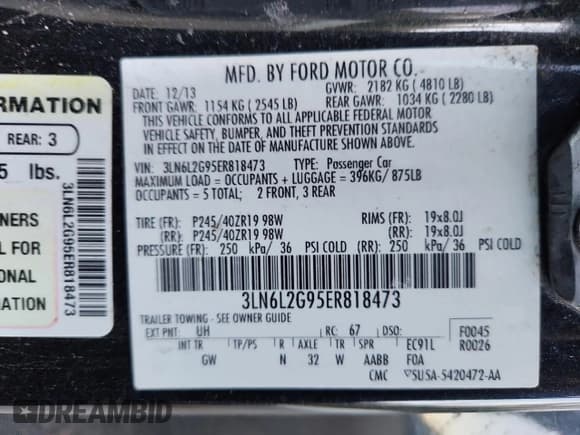 MFD. BY FORD MOTOR CO.
DATE: 12/13 GVWR: 2182 KG ( 4810 LB)
FRONT GAWR: 1154 KG ( 2545 LB) REAR GAWR: 1034 KG ( 2280 LB)
THIS VEHICLE CONFORMS TO ALL APPLICABLE FEDERAL MOTOR
VEHICLE SAFETY, BUMPER, AND THEFT PREVENTION STANDARDS
IN EFFECT ON THE DATE OF MANUFACTURE SHOWN ABOVE.
VIN: 3LN6L2G95ER818473 TYPE: Passenger Car
MAXIMUM LOAD = OCCUPANTS + LUGGAGE = 396KG/ 875LB
OCCUPANTS = 5 TOTAL; 2 FRONT, 3 REAR
TIRE (FR): P245/40ZR19 98W RIMS (FR): 19x8.0J
(RR): P245/40ZR19 98W (RR): 19x8.0J
PRESSURE (FR): 250 kPa/ 36 PSI COLD (RR): 250 kPa/ 36 PSI COLD
3LN6L2G95ER818473
TRAILER TOWING - SEE OWNER GUIDE
EXT PNT: UH RC: 67 DSO: F0045
INT TR TP/PS R AXLE TR SPR EC91L R0026
GW N 32 W AABB F0A
CMC SU5A-5420472-AA
ORMATION
REAR: 3
5 lbs.
NERS
L FOR
ONAL
MATION
3LN6L2G95ER818473
DREAMBID